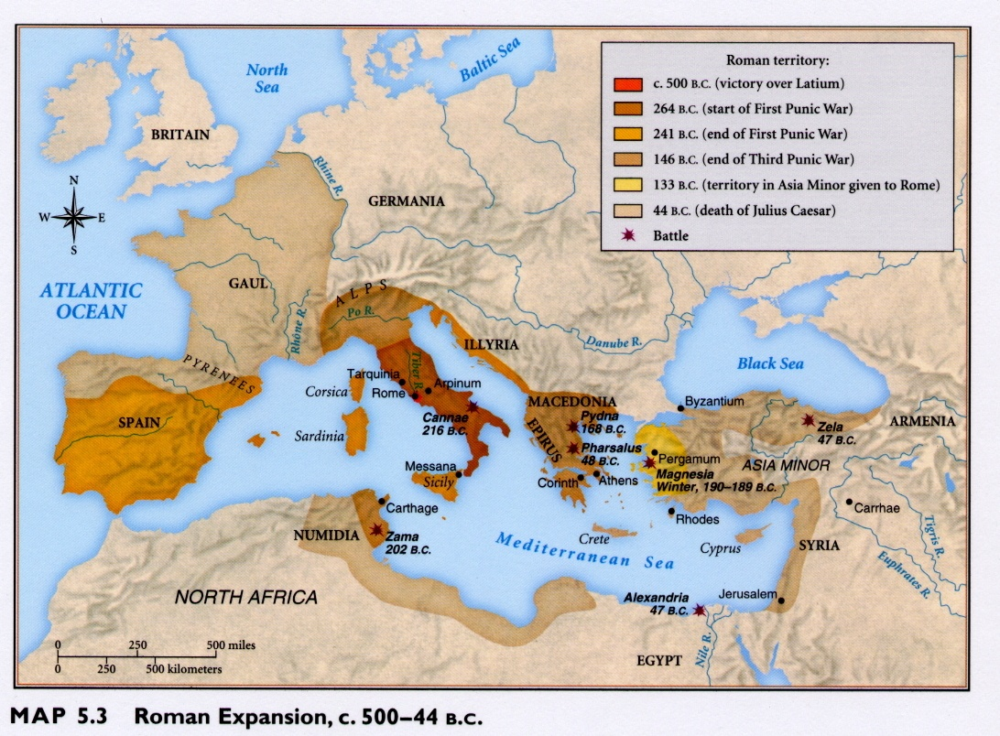 North
Sea
Baltic Sea
BRITAIN
Rhine R.
GERMANIA
N
W
E
S
ATLANTIC
OCEAN
GAUL
Rhône R.
ALPS
Po R.
PYRENEES
SPAIN
ILLYRIA
Danube R.
Black Sea
Tarquinia
Tiber R.
Arpinum
Rome
Corsica
Cannae
216 B.C.
Sardinia
MACEDONIA
Pydna
168 B.C.
EPIRUS
Pharsalus
48 B.C.
Byzantium
ARMENIA
Zela
47 B.C.
Pergamum
ASIA MINOR
Magnesia
Winter, 190–189 B.C.
Messana
Sicily
Corinth
Athens
Carthage
Rhodes
Carrhae
NUMIDIA
Zama
202 B.C.
Crete
Cyprus
SYRIA
Tigris R.
Euphrates R.
Mediterranean Sea
NORTH AFRICA
Alexandria
47 B.C.
Jerusalem
EGYPT
Nile R.
0 250 500 miles
0 250 500 kilometers
Roman territory:
c. 500 B.C. (victory over Latium)
264 B.C. (start of First Punic War)
241 B.C. (end of First Punic War)
146 B.C. (end of Third Punic War)
133 B.C. (territory in Asia Minor given to Rome)
44 B.C. (death of Julius Caesar)
Battle
MAP 5.3 Roman Expansion, c. 500–44 B.C.